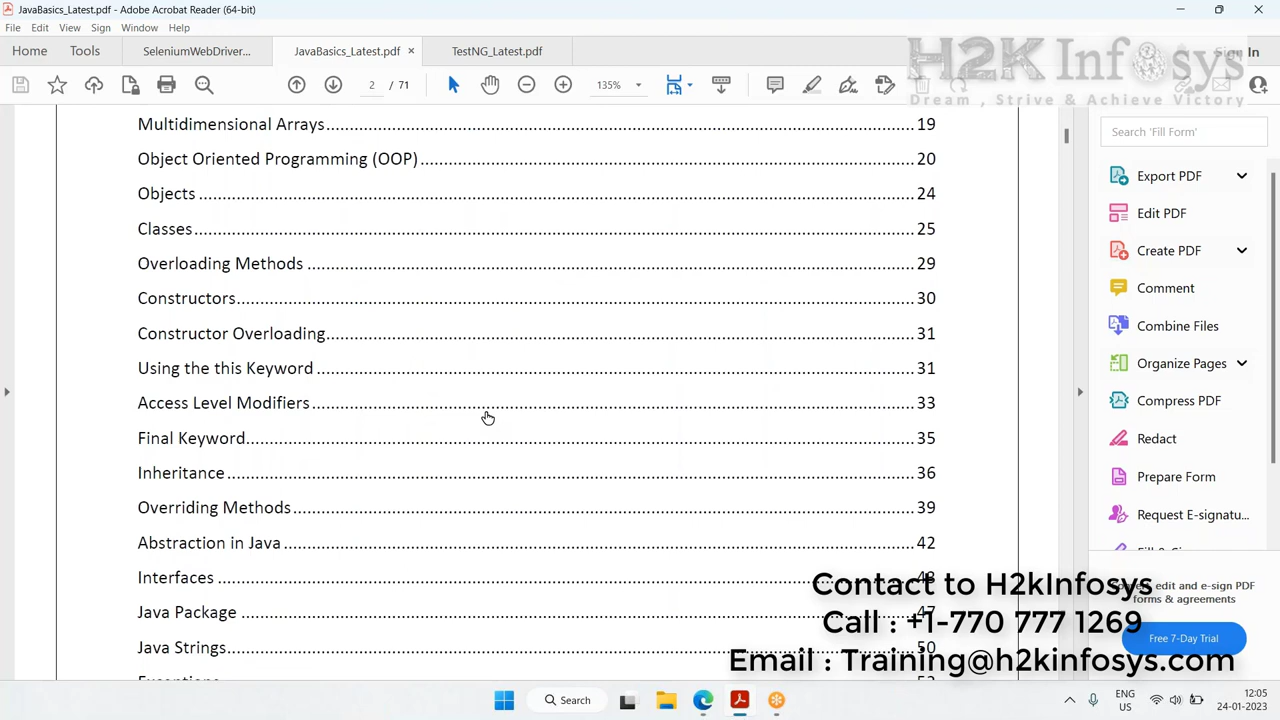 JavaBasics_Latest.pdf - Adobe Acrobat Reader (64-bit)
File Edit View Sign Window Help
Home Tools SeleniumWebDriver... JavaBasics_Latest.pdf × TestNG_Latest.pdf Sign In
H2K Infosys
Dream , Strive & Achieve Victory
2 / 71 135%
Search 'Fill Form'
Multidimensional Arrays 19
Object Oriented Programming (OOP) 20
Objects 24
Classes 25
Overloading Methods 29
Constructors 30
Constructor Overloading 31
Using the this Keyword 31
Access Level Modifiers 33
Final Keyword 35
Inheritance 36
Overriding Methods 39
Abstraction in Java 42
Interfaces
Java Package 47
Java Strings 50
Export PDF
Edit PDF
Create PDF
Comment
Combine Files
Organize Pages
Compress PDF
Redact
Prepare Form
Request E-signatu...
edit and e-sign PDF
forms & agreements
Free 7-Day Trial
Contact to H2kInfosys
Call : +1-770 777 1269
Email : Training@h2kinfosys.com
Search
ENG
US
12:05
24-01-2023